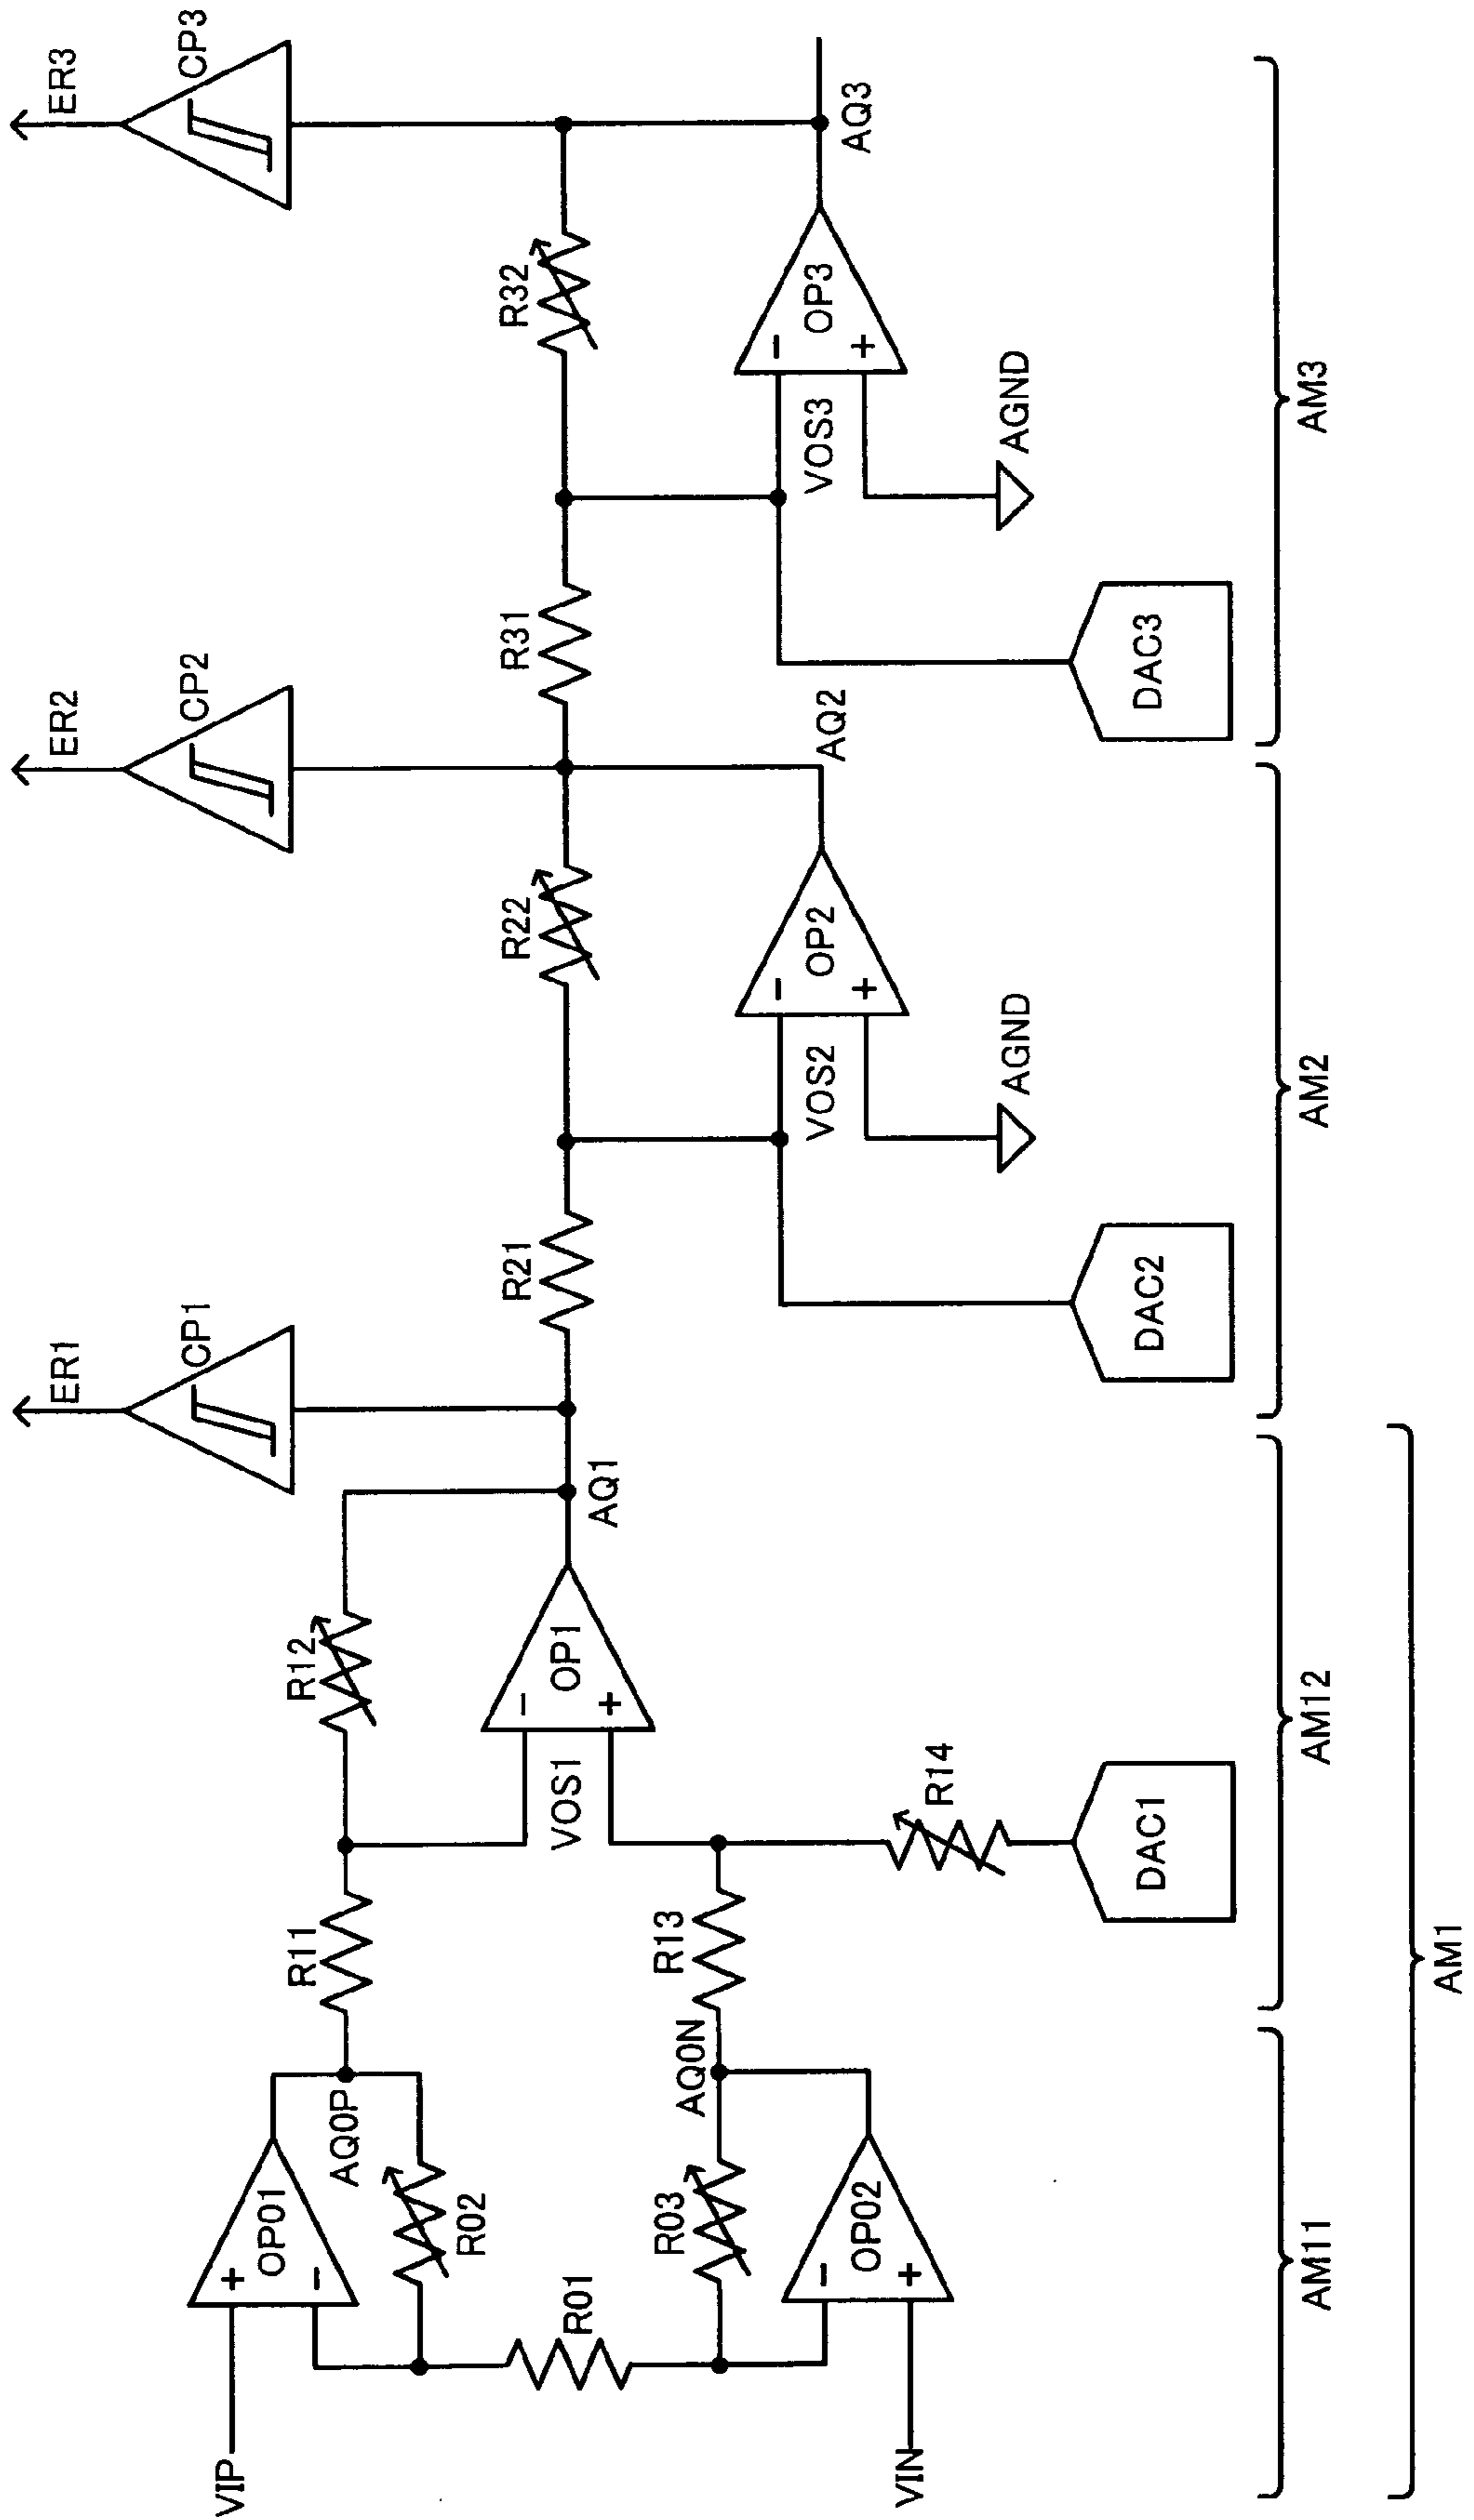 ER1
ER2
ER3
CP1
CP2
CP3
R12
R11
R22
R21
R32
R31
VIP
OP01
AQ0P
R02
R01
R03
AQ0N
R13
OP02
VIN
VOS1
OP1
AQ1
R14
DAC1
VOS2
OP2
AQ2
AGND
DAC2
VOS3
OP3
AQ3
AGND
DAC3
+
-
-
+
-
+
-
+
-
+
AM11
AM12
AM2
AM3
AM1